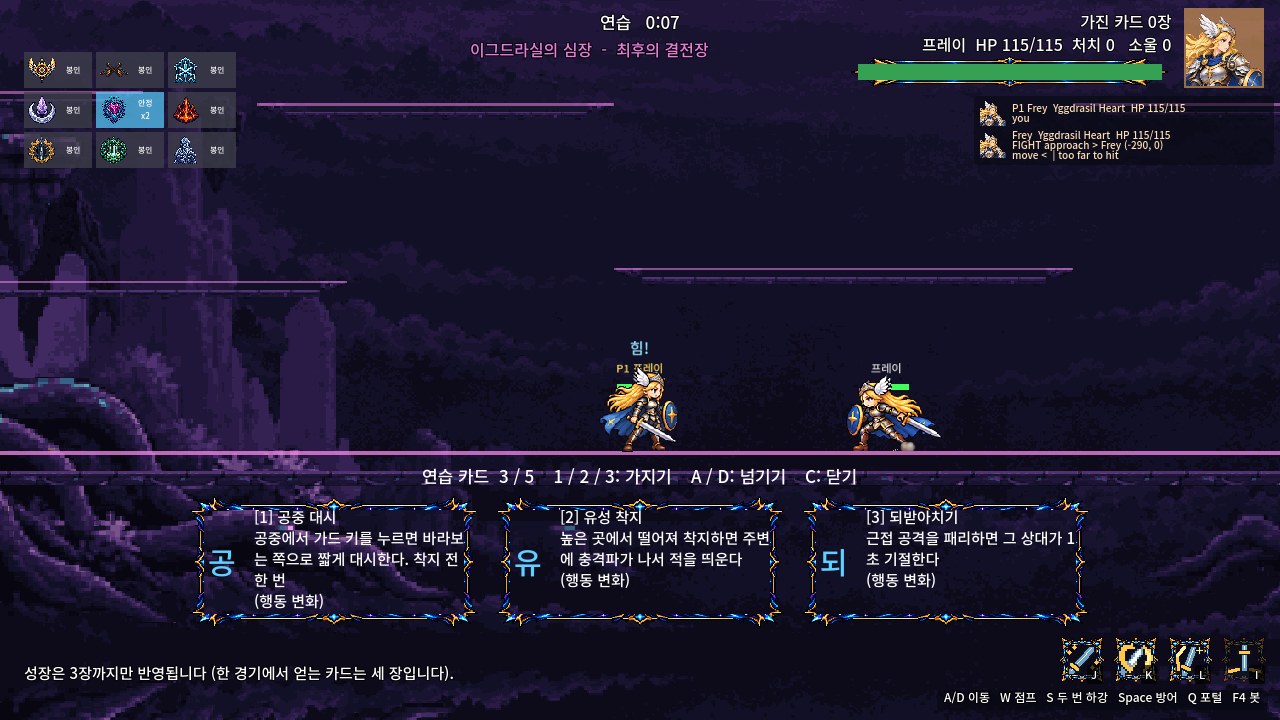 연습 0:07
이그드라실의 심장 - 최후의 결전장
가진 카드 0장
프레이 HP 115/115 처치 0 소울 0
봉인 봉인 봉인
봉인 안정 x2 봉인
봉인 봉인 봉인
P1 Frey Yggdrasil Heart HP 115/115
you
Frey Yggdrasil Heart HP 115/115
FIGHT approach > Frey (-290, 0)
move < | too far to hit
힘!
P1 프레이
프레이
연습 카드 3 / 5 1 / 2 / 3: 가지기 A / D: 넘기기 C: 닫기
공
[1] 공중 대시
공중에서 가드 키를 누르면 바라보
는 쪽으로 짧게 대시한다. 착지 전
한 번
(행동 변화)
유
[2] 유성 착지
높은 곳에서 떨어져 착지하면 주변
에 충격파가 나서 적을 띄운다
(행동 변화)
되
[3] 되받아치기
근접 공격을 패리하면 그 상대가 1
초 기절한다
(행동 변화)
성장은 3장까지만 반영됩니다 (한 경기에서 얻는 카드는 세 장입니다).
J K L I
A/D 이동 W 점프 S 두 번 하강 Space 방어 Q 포털 F4 봇